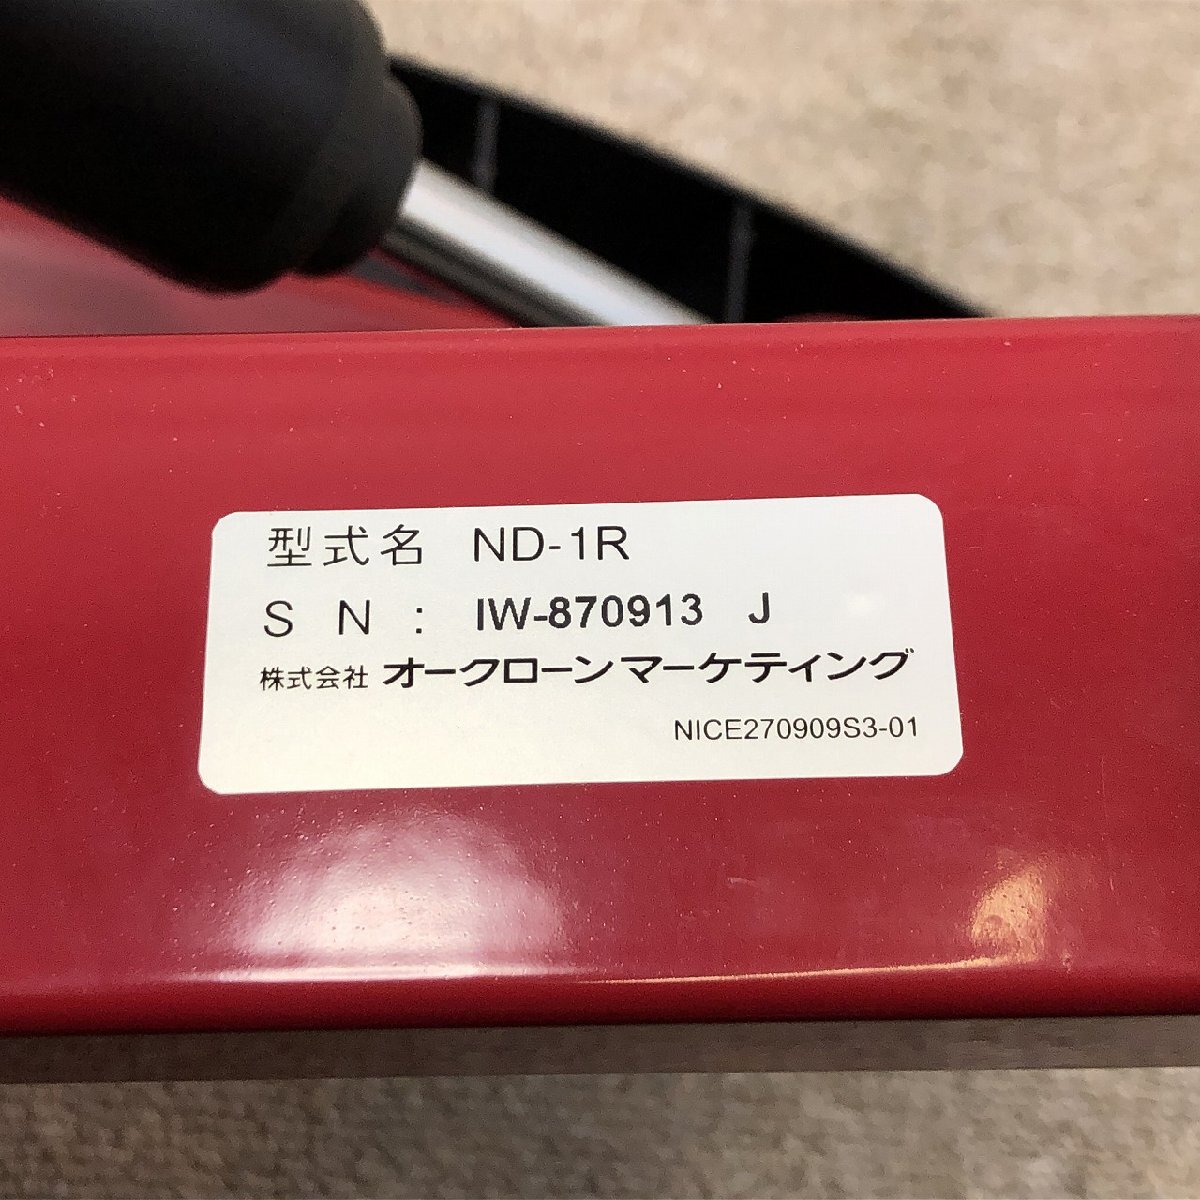 型式名 ND-1R
S N : IW-870913 J
株式会社 オークローンマーケティング
NICE270909S3-01